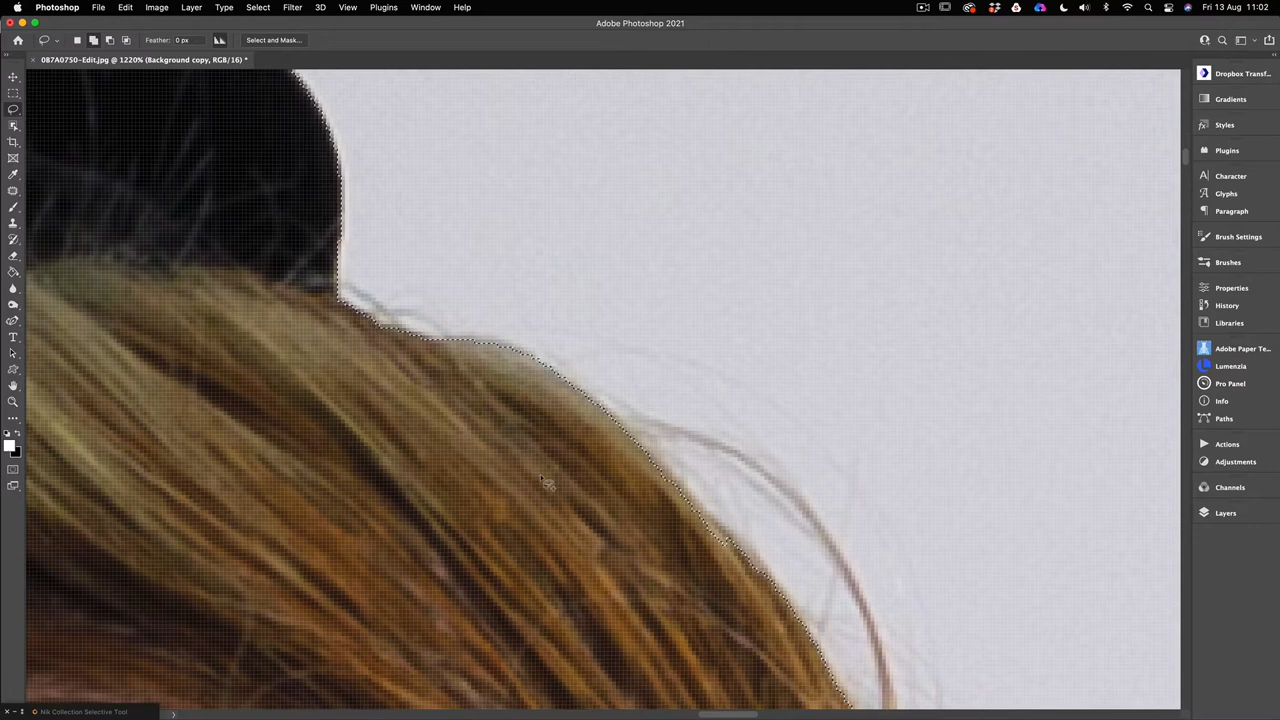 Photoshop File Edit Image Layer Type Select Filter 3D View Plugins Window Help Fri 13 Aug 11:02
Adobe Photoshop 2021
Feather: 0 px Select and Mask...
0B7A0750-Edit.jpg @ 1220% (Background copy, RGB/16) *
Dropbox Transf...
Gradients
Styles
Plugins
Character
Glyphs
Paragraph
Brush Settings
Brushes
Properties
History
Libraries
Adobe Paper Te...
Lumenzia
Pro Panel
Info
Paths
Actions
Adjustments
Channels
Layers
Nik Collection Selective Tool